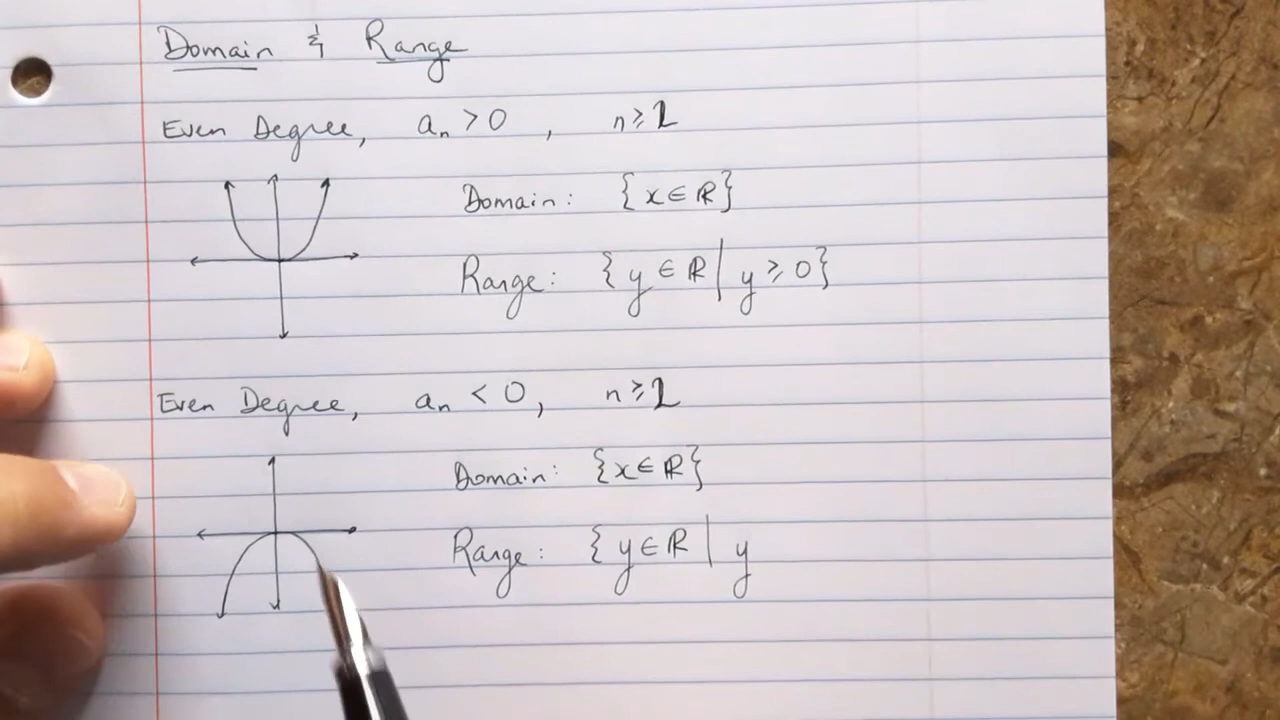 Domain & Range
Even Degree, aₙ > 0 , n ≥ 2
Domain: {x ∈ ℝ}
Range: {y ∈ ℝ | y ≥ 0}
Even Degree, aₙ < 0, n ≥ 2
Domain: {x ∈ ℝ}
Range: {y ∈ ℝ | y